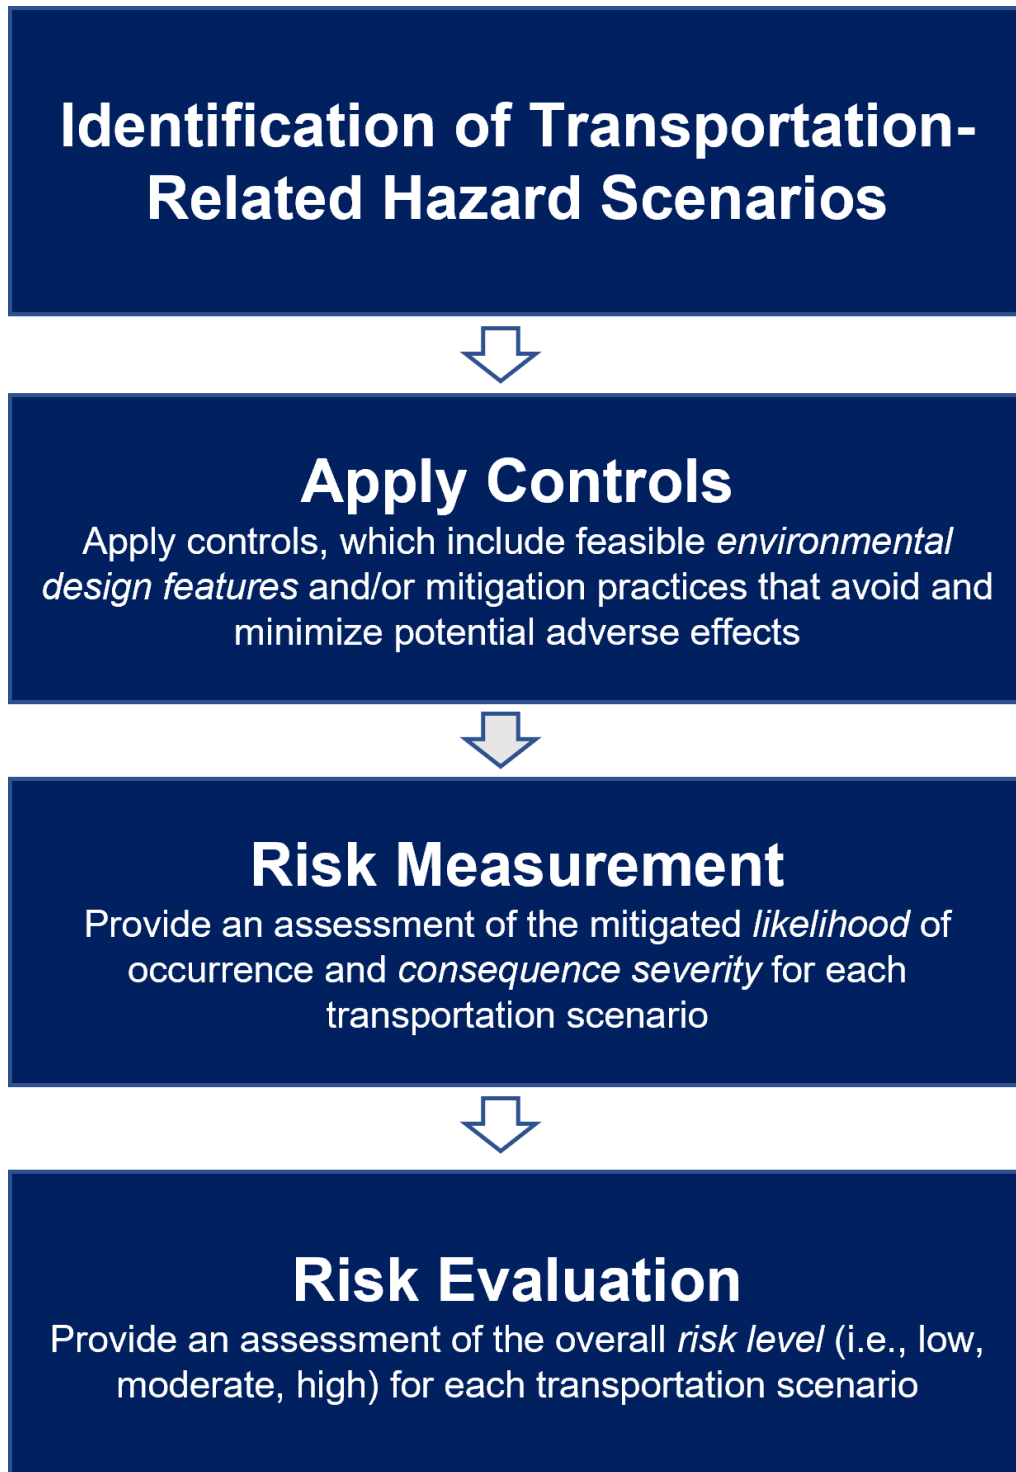 Identification of Transportation-
Related Hazard Scenarios
Apply Controls
Apply controls, which include feasible environmental
design features and/or mitigation practices that avoid and
minimize potential adverse effects
Risk Measurement
Provide an assessment of the mitigated likelihood of
occurrence and consequence severity for each
transportation scenario
Risk Evaluation
Provide an assessment of the overall risk level (i.e., low,
moderate, high) for each transportation scenario